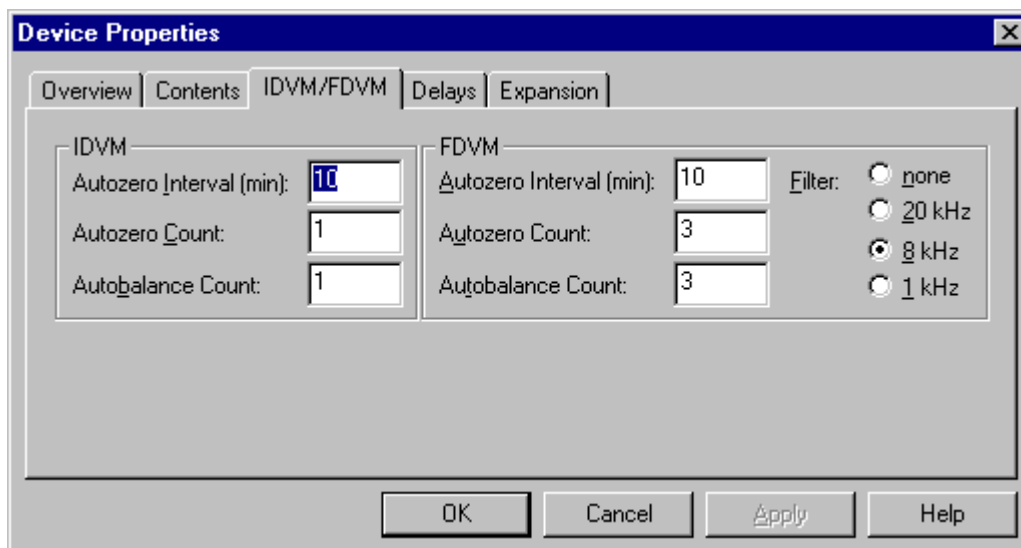 Device Properties
Overview Contents IDVM/FDVM Delays Expansion
IDVM
Autozero Interval (min): 10
Autozero Count: 1
Autobalance Count: 1
FDVM
Autozero Interval (min): 10
Autozero Count: 3
Autobalance Count: 3
Filter:
none
20 kHz
8 kHz
1 kHz
OK Cancel Apply Help